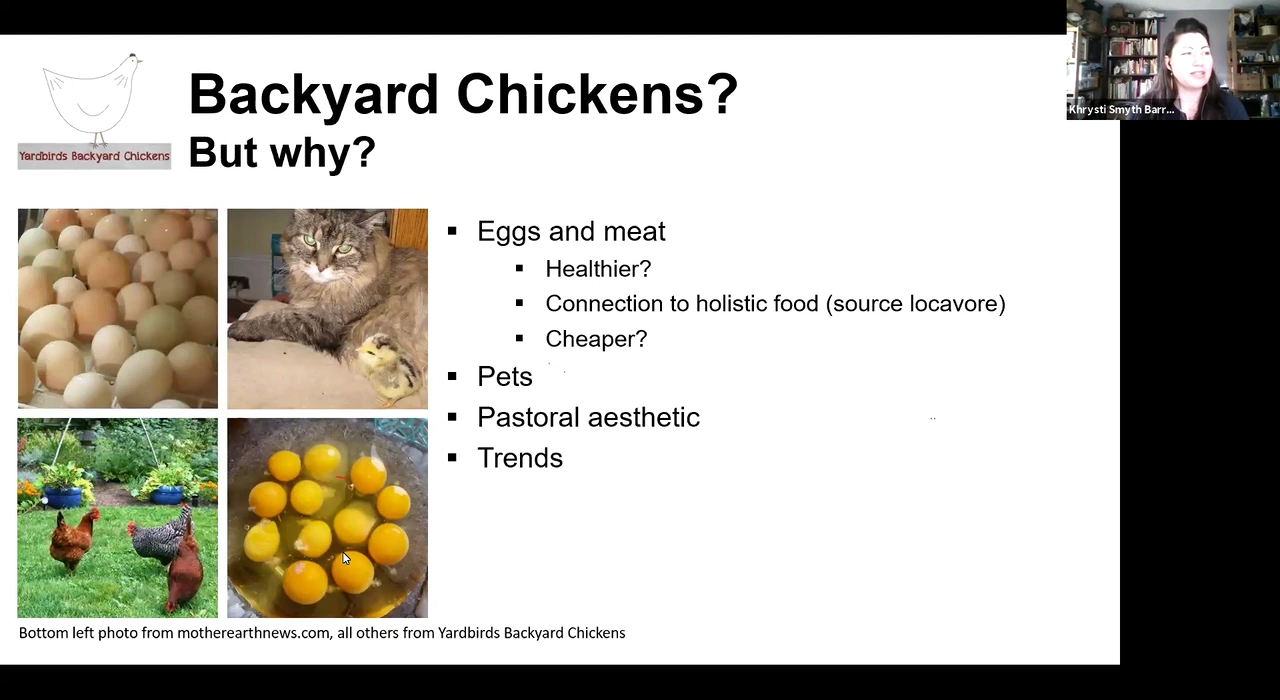 Backyard Chickens?
But why?
Yardbirds Backyard Chickens
Khrysti Smyth Barr...
Eggs and meat
Healthier?
Connection to holistic food (source locavore)
Cheaper?
Pets
Pastoral aesthetic
Trends
Bottom left photo from motherearthnews.com, all others from Yardbirds Backyard Chickens